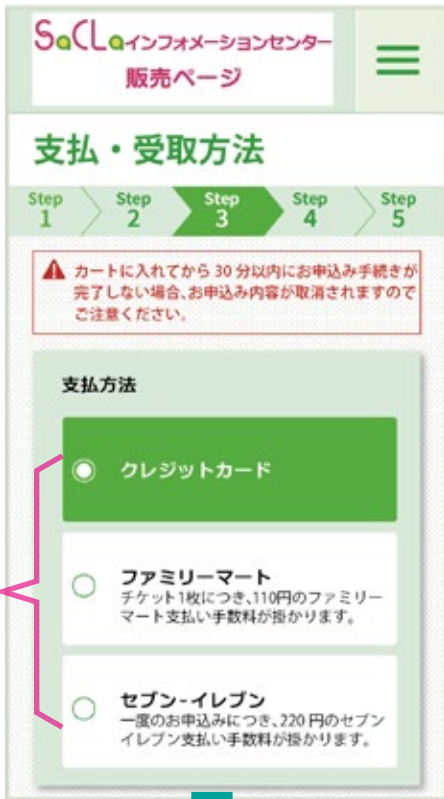 SaCLaインフォメーションセンター
販売ページ
支払・受取方法
Step 1
Step 2
Step 3
Step 4
Step 5
カートに入れてから 30 分以内にお申込み手続きが
完了しない場合、お申込み内容が取消されますので
ご注意ください。
支払方法
クレジットカード
ファミリーマート
チケット1枚につき、110円のファミリー
マート支払い手数料が掛かります。
セブン-イレブン
一度のお申込みにつき、220 円のセブン
イレブン支払い手数料が掛かります。